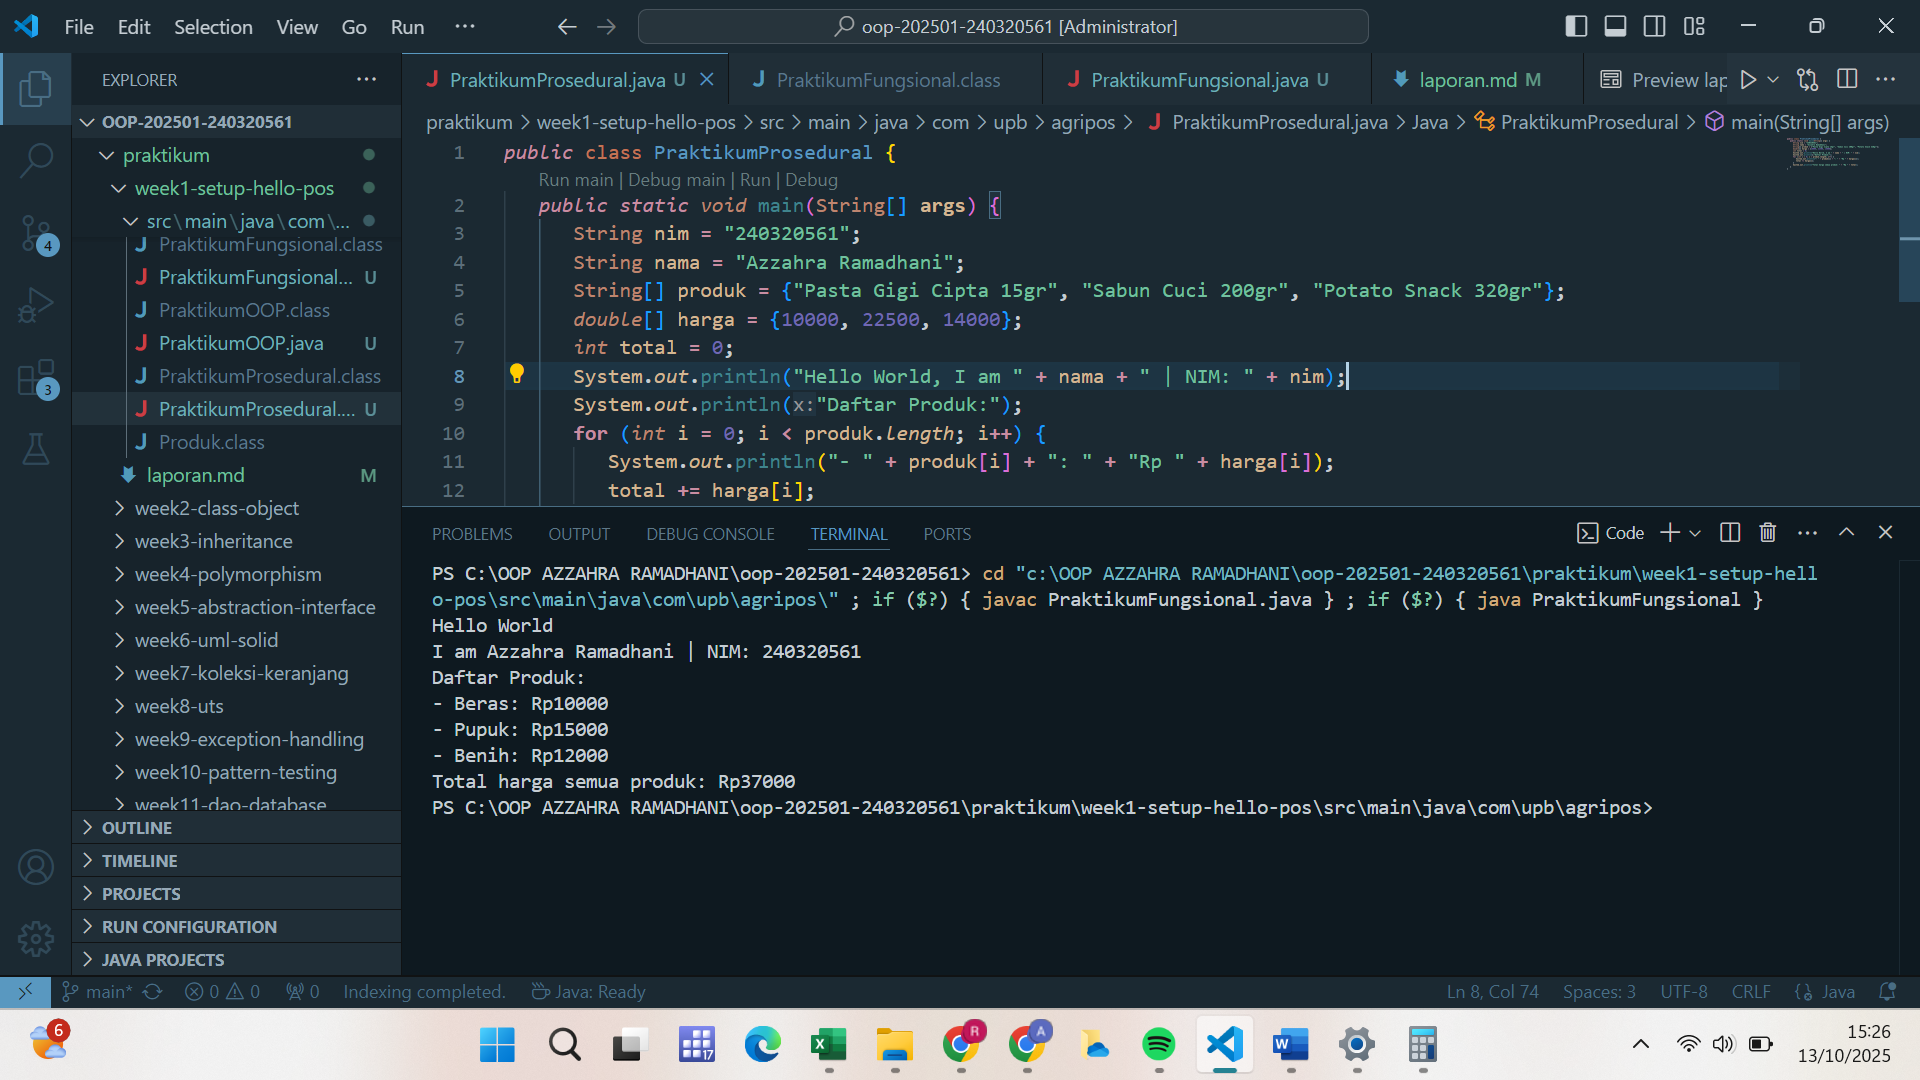 File Edit Selection View Go Run ···
oop-202501-240320561 [Administrator]
EXPLORER
OOP-202501-240320561
praktikum
week1-setup-hello-pos
src\main\java\com\...
PraktikumFungsional.class
PraktikumFungsional... U
PraktikumOOP.class
PraktikumOOP.java U
PraktikumProsedural.class
PraktikumProsedural.... U
Produk.class
laporan.md M
week2-class-object
week3-inheritance
week4-polymorphism
week5-abstraction-interface
week6-uml-solid
week7-koleksi-keranjang
week8-uts
week9-exception-handling
week10-pattern-testing
week11-dao-database
OUTLINE
TIMELINE
PROJECTS
RUN CONFIGURATION
JAVA PROJECTS
4
3
PraktikumProsedural.java U
PraktikumFungsional.class
PraktikumFungsional.java U
laporan.md M
Preview lap
praktikum > week1-setup-hello-pos > src > main > java > com > upb > agripos > PraktikumProsedural.java > Java > PraktikumProsedural > main(String[] args)
1 public class PraktikumProsedural {
Run main | Debug main | Run | Debug
2 public static void main(String[] args) {
3 String nim = "240320561";
4 String nama = "Azzahra Ramadhani";
5 String[] produk = {"Pasta Gigi Cipta 15gr", "Sabun Cuci 200gr", "Potato Snack 320gr"};
6 double[] harga = {10000, 22500, 14000};
7 int total = 0;
8 System.out.println("Hello World, I am " + nama + " | NIM: " + nim);
9 System.out.println(x:"Daftar Produk:");
10 for (int i = 0; i < produk.length; i++) {
11 System.out.println("- " + produk[i] + ": " + "Rp " + harga[i]);
12 total += harga[i];
PROBLEMS OUTPUT DEBUG CONSOLE TERMINAL PORTS
Code
PS C:\OOP AZZAHRA RAMADHANI\oop-202501-240320561> cd "c:\OOP AZZAHRA RAMADHANI\oop-202501-240320561\praktikum\week1-setup-hell
o-pos\src\main\java\com\upb\agripos\" ; if ($?) { javac PraktikumFungsional.java } ; if ($?) { java PraktikumFungsional }
Hello World
I am Azzahra Ramadhani | NIM: 240320561
Daftar Produk:
- Beras: Rp10000
- Pupuk: Rp15000
- Benih: Rp12000
Total harga semua produk: Rp37000
PS C:\OOP AZZAHRA RAMADHANI\oop-202501-240320561\praktikum\week1-setup-hello-pos\src\main\java\com\upb\agripos>
main* 0 0 0 Indexing completed. Java: Ready
Ln 8, Col 74 Spaces: 3 UTF-8 CRLF Java
6
17
R
A
15:26
13/10/2025